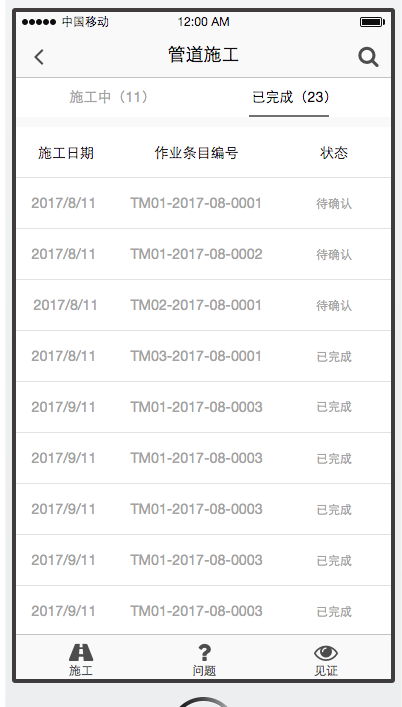 中国移动 12:00 AM
管道施工
施工中（11） 已完成（23）
施工日期 作业条目编号 状态
2017/8/11 TM01-2017-08-0001 待确认
2017/8/11 TM01-2017-08-0002 待确认
2017/8/11 TM02-2017-08-0001 待确认
2017/8/11 TM03-2017-08-0001 已完成
2017/9/11 TM01-2017-08-0003 已完成
2017/9/11 TM01-2017-08-0003 已完成
2017/9/11 TM01-2017-08-0003 已完成
2017/9/11 TM01-2017-08-0003 已完成
2017/9/11 TM01-2017-08-0003 已完成
施工 问题 见证